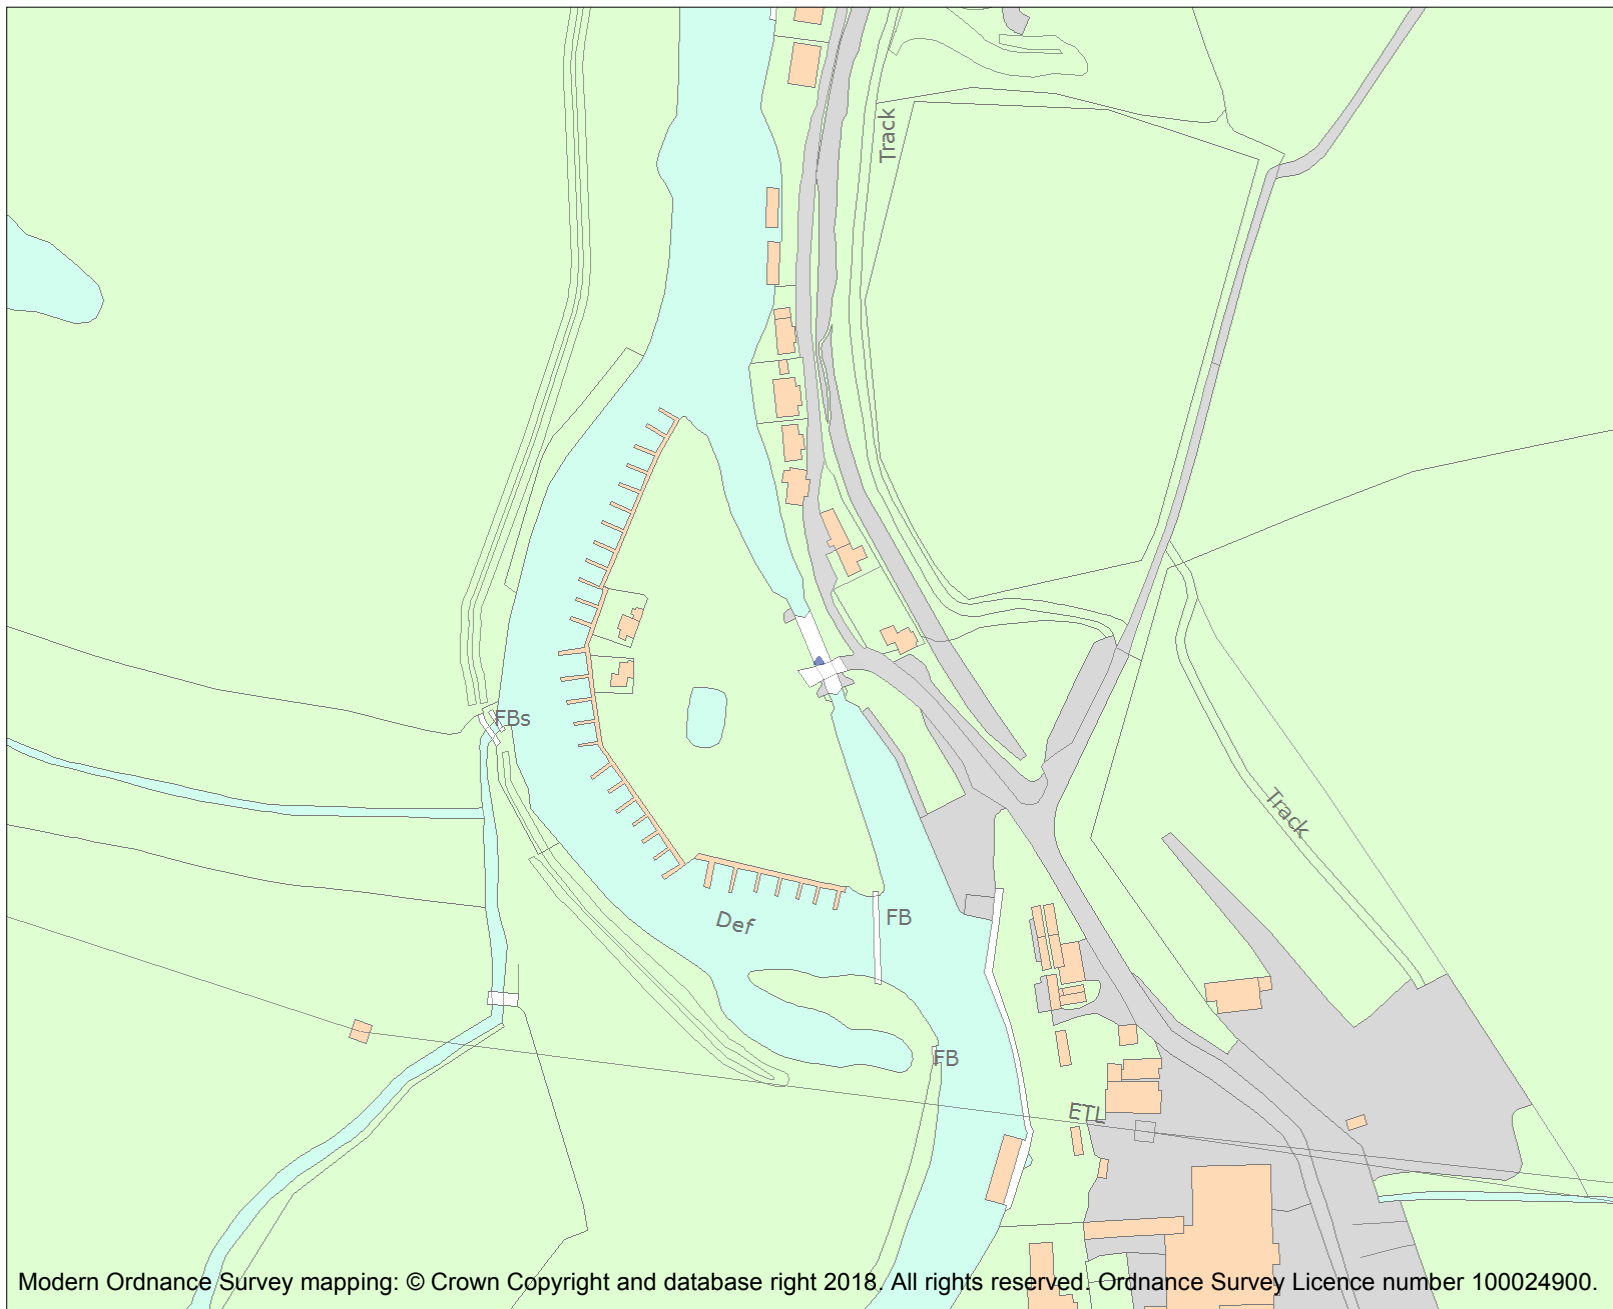 Track
FBs
Track
Def
FB
FB
ETL
Modern Ordnance Survey mapping: © Crown Copyright and database right 2018. All rights reserved. Ordnance Survey Licence number 100024900.